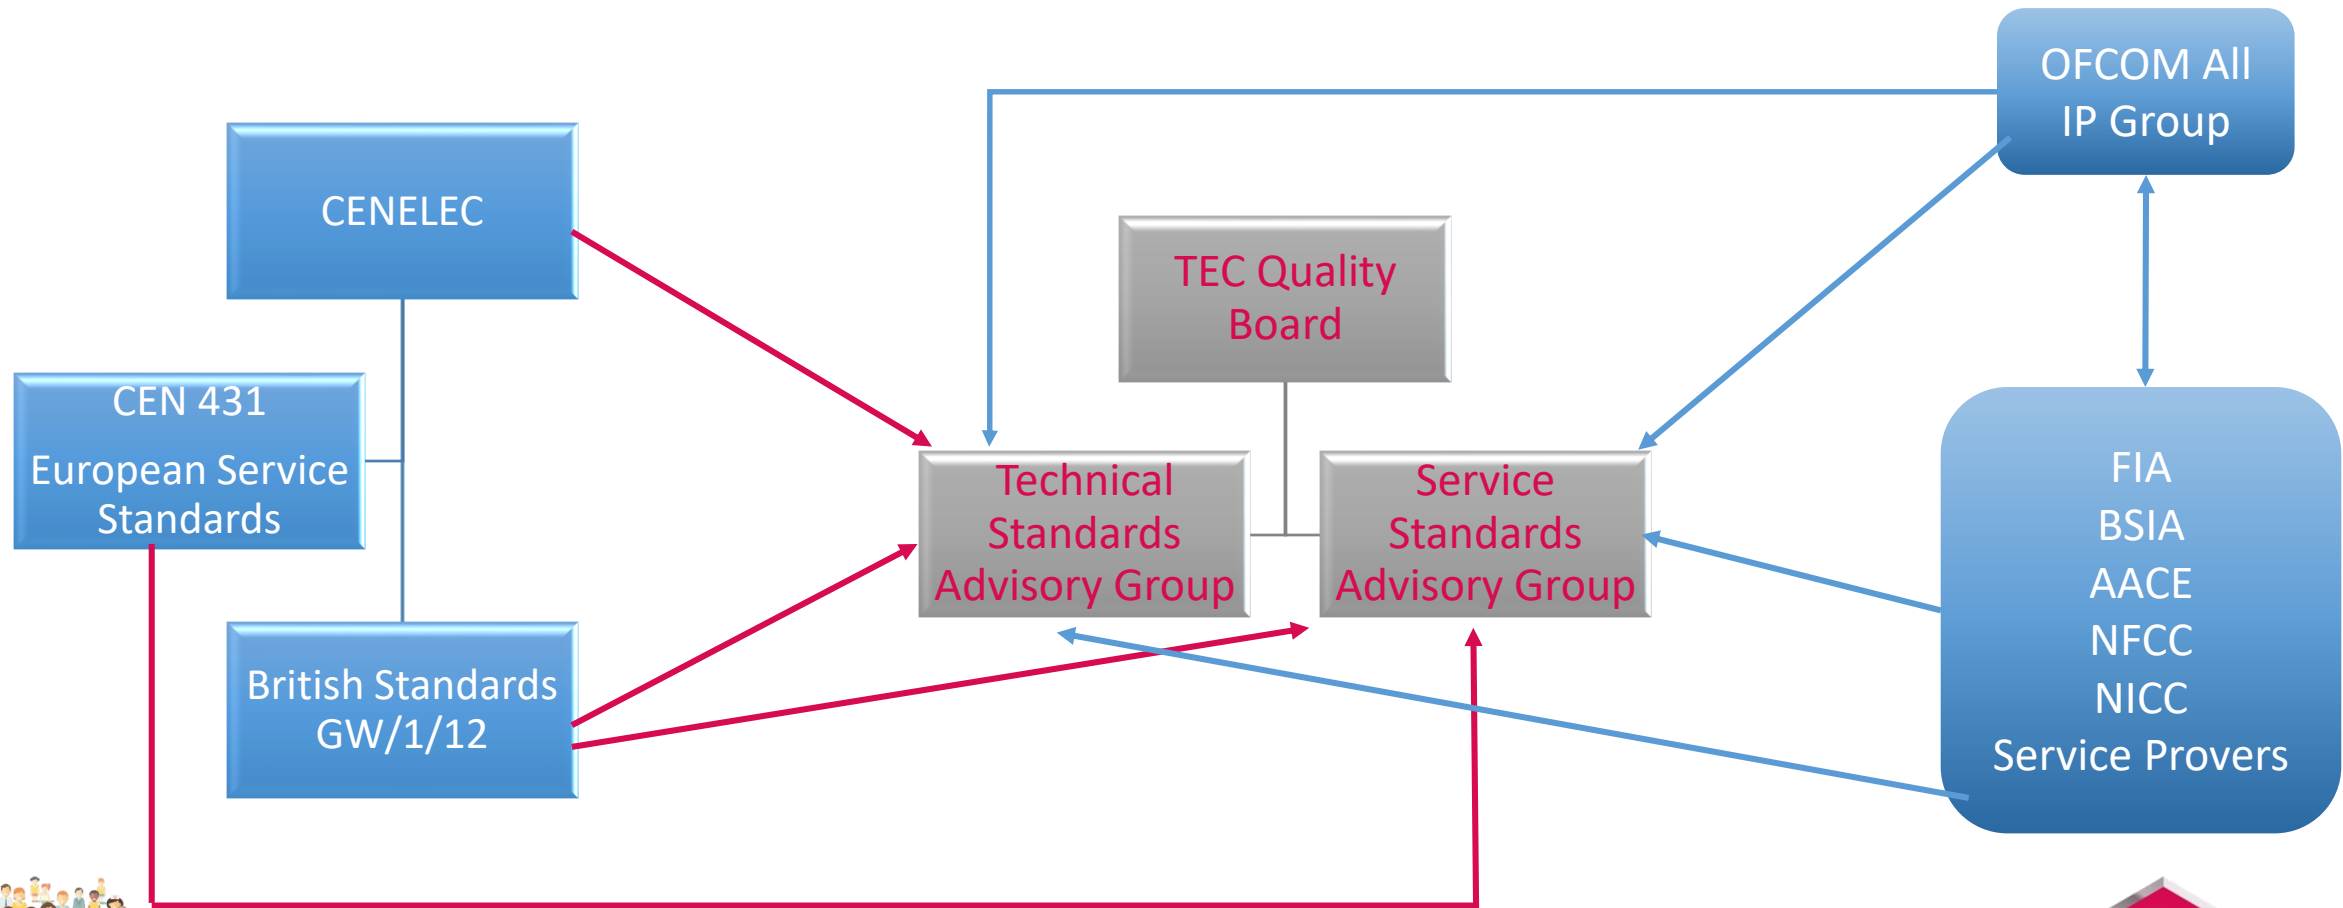 OFCOM All
IP Group
CENELEC
TEC Quality
Board
CEN 431
European Service
Standards
Technical
Standards
Advisory Group
Service
Standards
Advisory Group
FIA
BSIA
AACE
NFCC
NICC
Service Provers
British Standards
GW/1/12